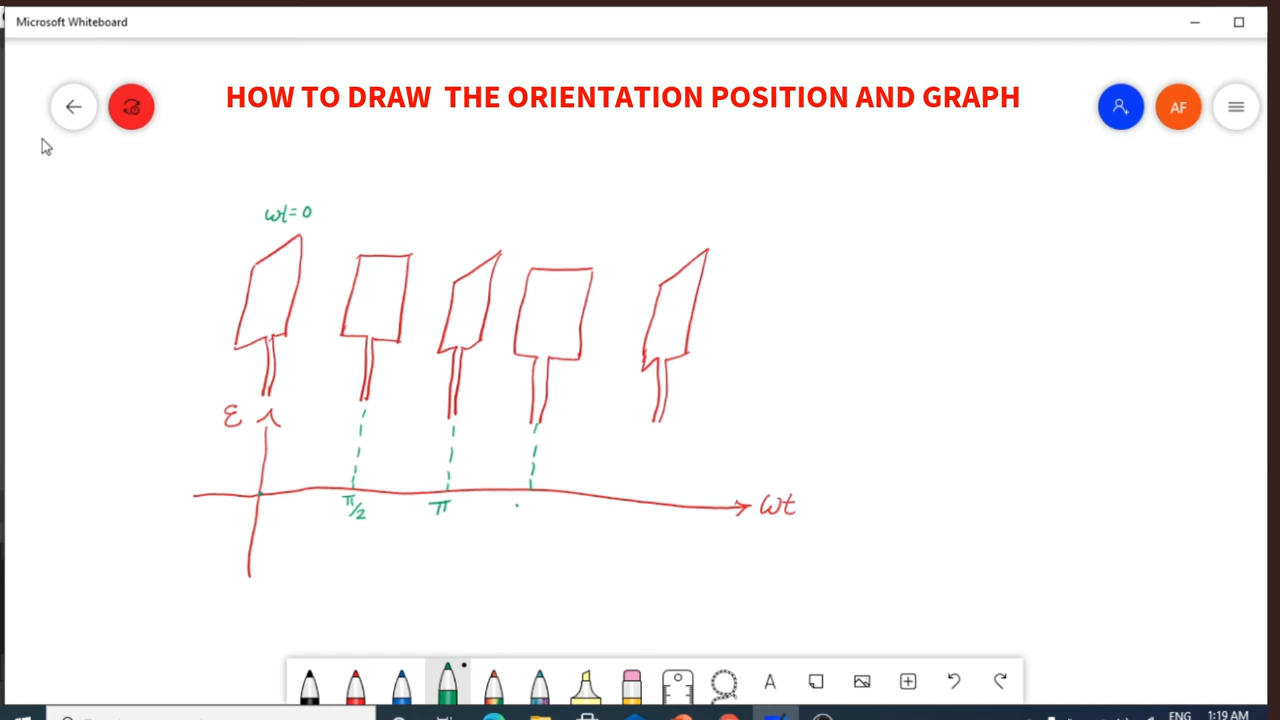 Microsoft Whiteboard
HOW TO DRAW THE ORIENTATION POSITION AND GRAPH
AF
ωt=0
ε
π/2
π
ωt
A
ENG
1:19 AM